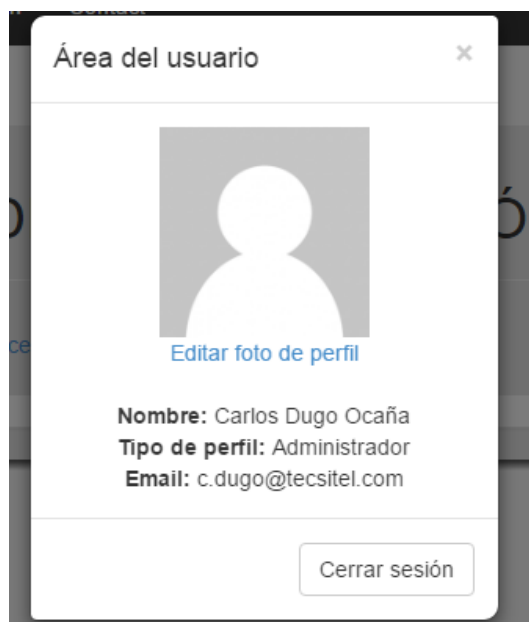 Contact
Área del usuario
×
Editar foto de perfil
Nombre: Carlos Dugo Ocaña
Tipo de perfil: Administrador
Email: c.dugo@tecsitel.com
Cerrar sesión